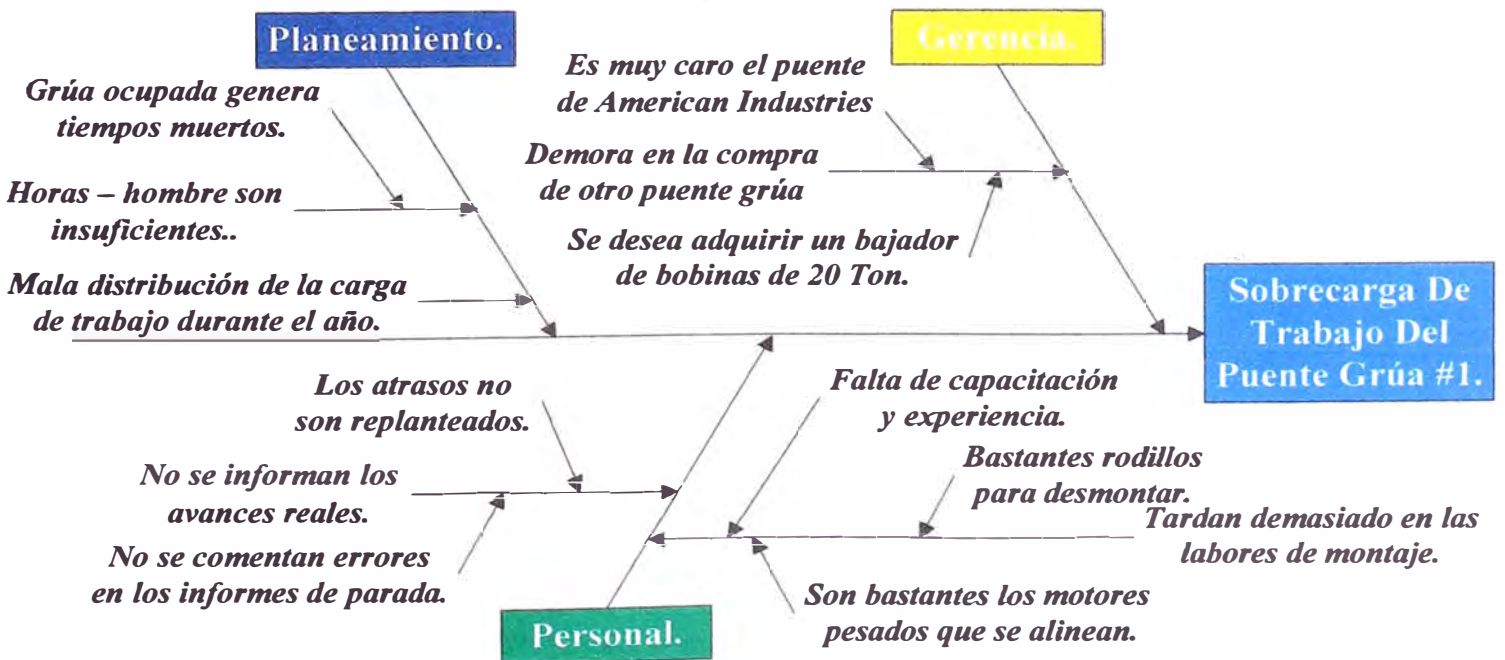 Planeamiento.
Gerencia.
Grúa ocupada genera
tiempos muertos.
Es muy caro el puente
de American Industries
Horas – hombre son
insuficientes..
Demora en la compra
de otro puente grúa
Mala distribución de la carga
de trabajo durante el año.
Se desea adquirir un bajador
de bobinas de 20 Ton.
Sobrecarga De
Trabajo Del
Puente Grúa #1.
Los atrasos no
son replanteados.
Falta de capacitación
y experiencia.
No se informan los
avances reales.
Bastantes rodillos
para desmontar.
Tardan demasiado en las
labores de montaje.
No se comentan errores
en los informes de parada.
Son bastantes los motores
pesados que se alinean.
Personal.